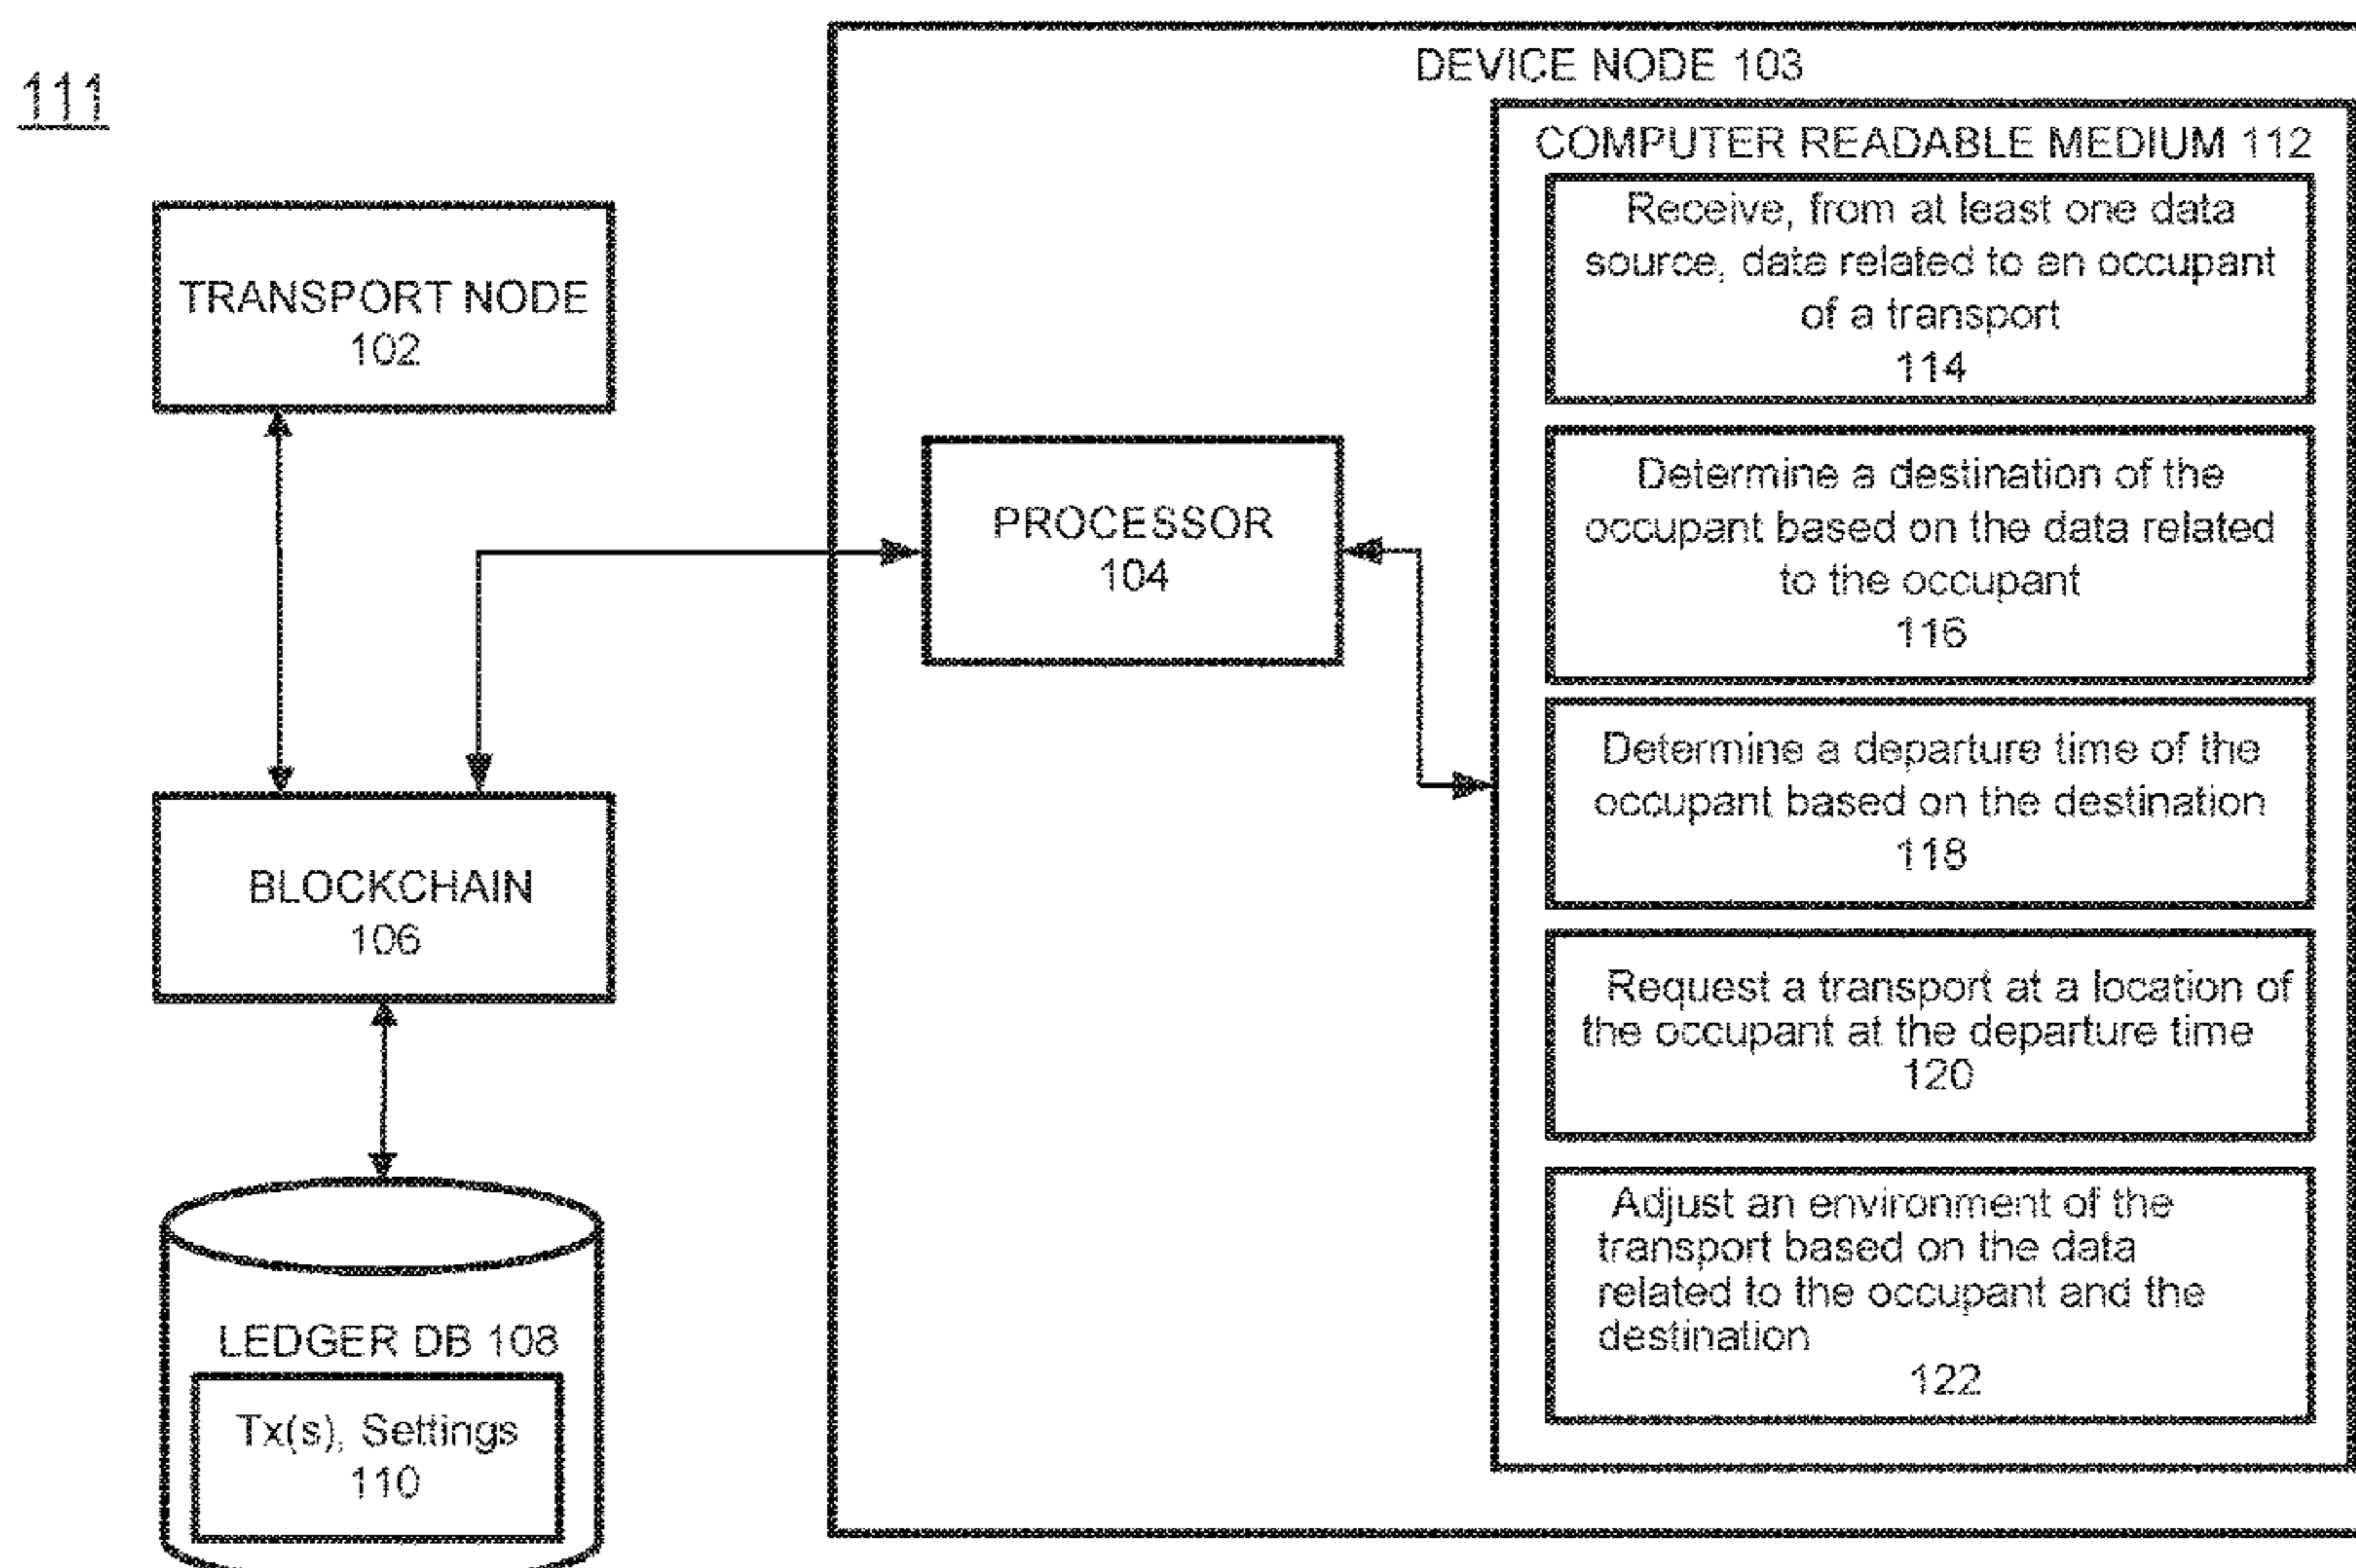 111
DEVICE NODE 103
COMPUTER READABLE MEDIUM 112
TRANSPORT NODE
102
PROCESSOR
104
BLOCKCHAIN
106
LEDGER DB 108
Tx(s), Settings
110
Receive, from at least one data
source, data related to an occupant
of a transport
114
Determine a destination of the
occupant based on the data related
to the occupant
116
Determine a departure time of the
occupant based on the destination
118
Request a transport at a location of
the occupant at the departure time
120
Adjust an environment of the
transport based on the data
related to the occupant and the
destination
122